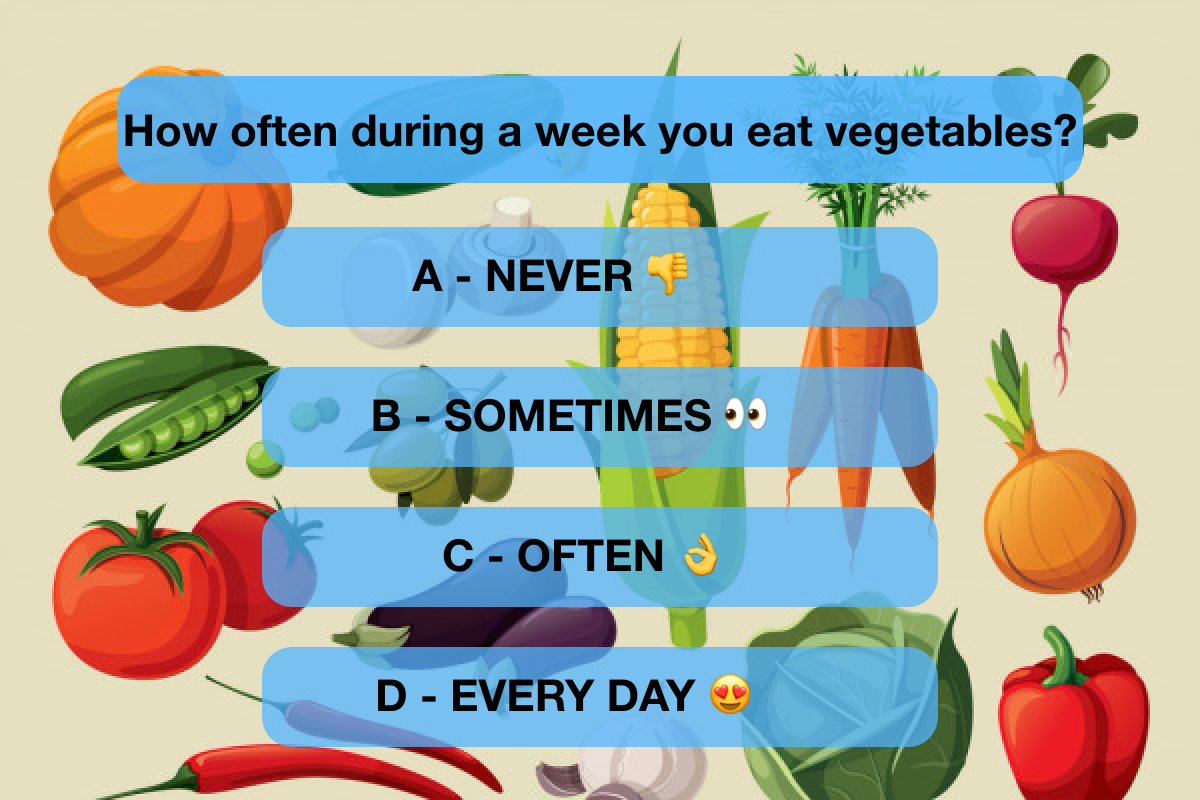 How often during a week you eat vegetables?
A - NEVER 👎
B - SOMETIMES 👀
C - OFTEN 👌
D - EVERY DAY 😍